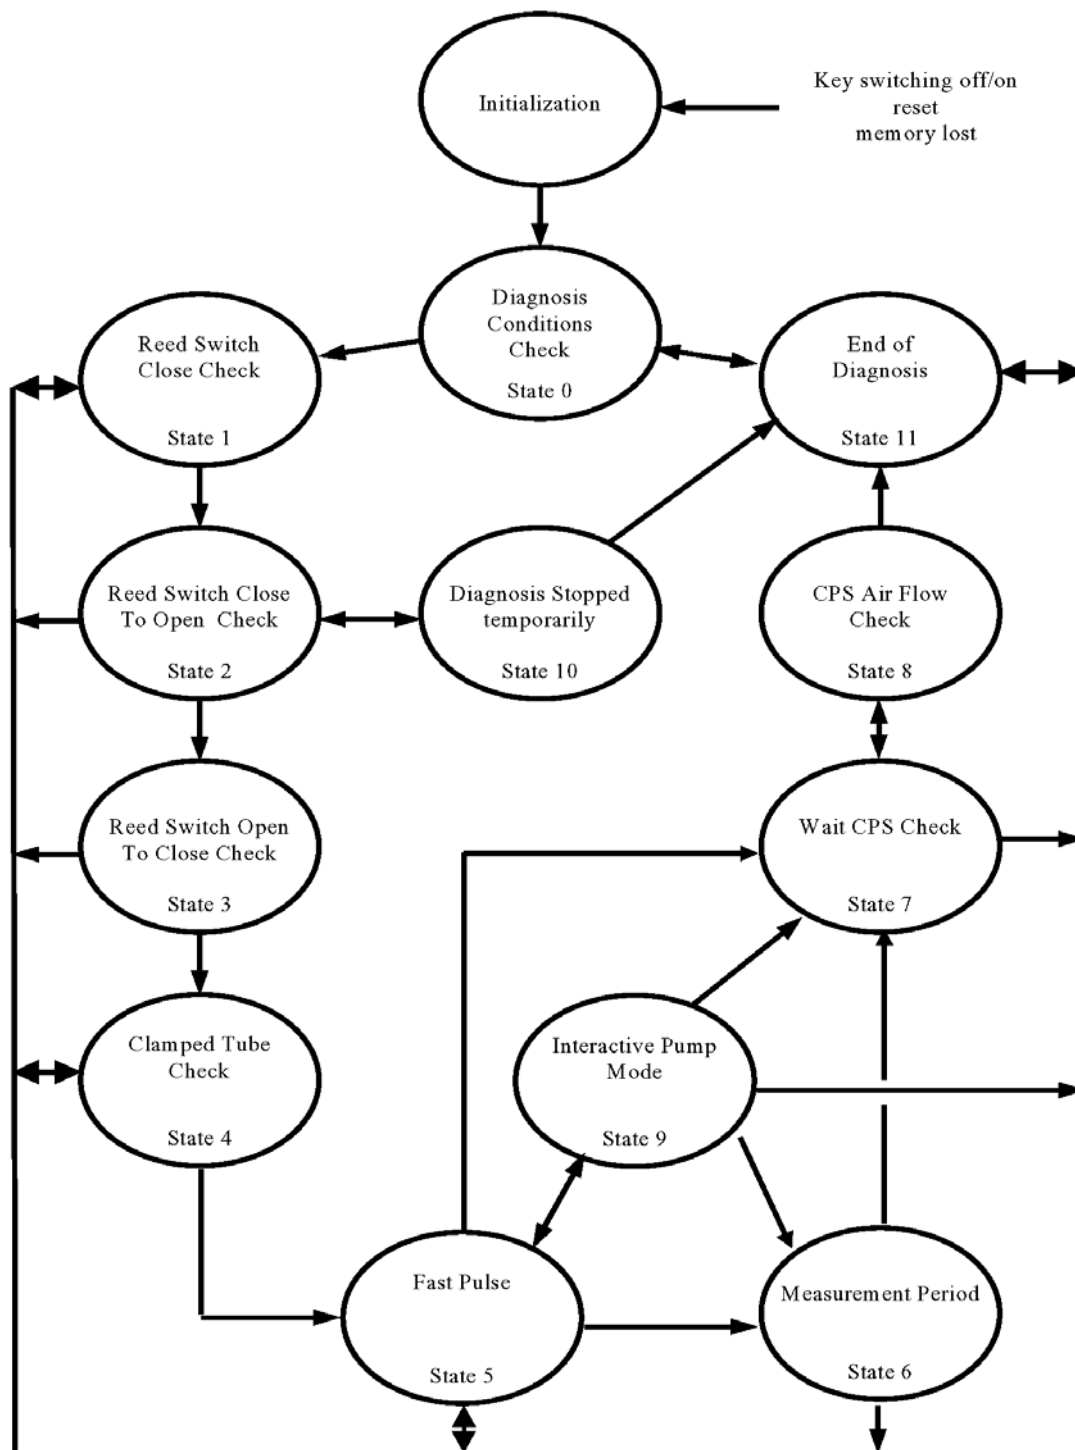 Initialization
Key switching off/on
reset
memory lost
Diagnosis
Conditions
Check
State 0
Reed Switch
Close Check
State 1
End of
Diagnosis
State 11
Reed Switch Close
To Open Check
State 2
Diagnosis Stopped
temporarily
State 10
CPS Air Flow
Check
State 8
Reed Switch Open
To Close Check
State 3
Wait CPS Check
State 7
Clamped Tube
Check
State 4
Interactive Pump
Mode
State 9
Fast Pulse
State 5
Measurement Period
State 6